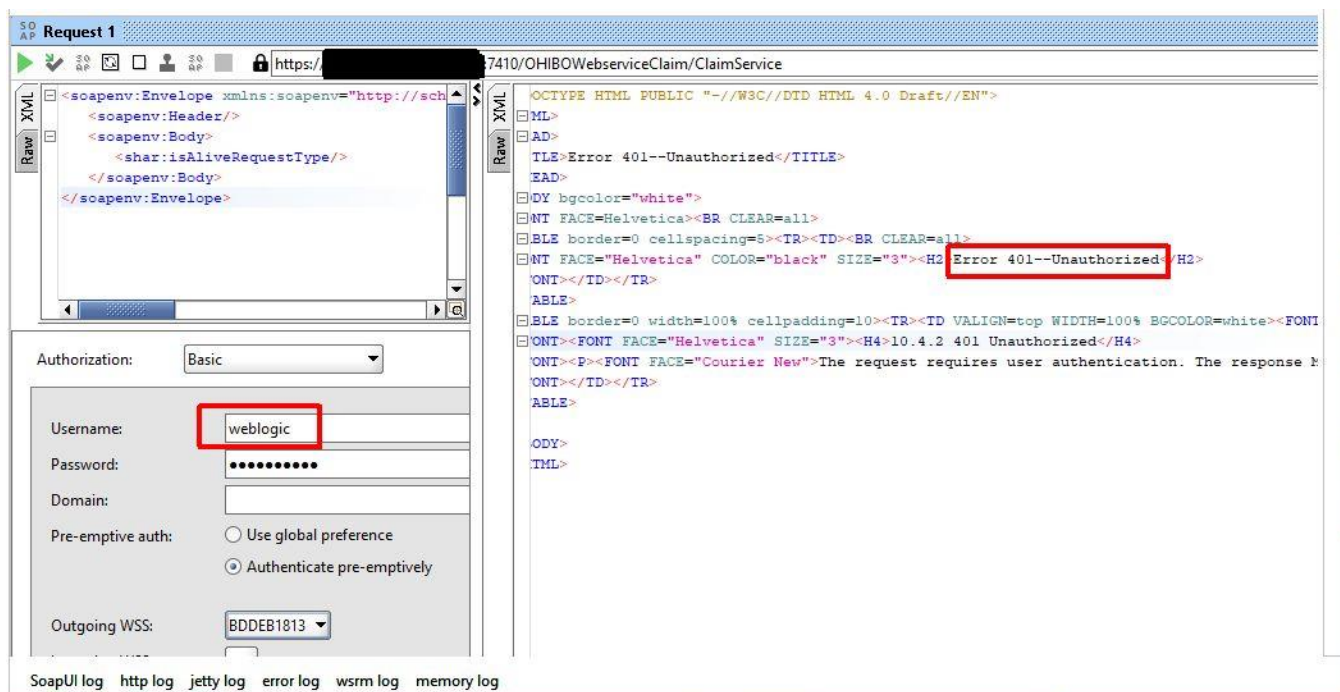 SOAP Request 1
https:/ :7410/OHIBOWebserviceClaim/ClaimService
XML
Raw
<soapenv:Envelope xmlns:soapenv="http://sch
<soapenv:Header/>
<soapenv:Body>
<shar:isAliveRequestType/>
</soapenv:Body>
</soapenv:Envelope>
Authorization: Basic
Username: weblogic
Password: ●●●●●●●●●●
Domain:
Pre-emptive auth: Use global preference
Authenticate pre-emptively
Outgoing WSS: BDDEB1813
XML
Raw
OCTYPE HTML PUBLIC "-//W3C//DTD HTML 4.0 Draft//EN">
ML>
AD>
TLE>Error 401--Unauthorized</TITLE>
EAD>
DY bgcolor="white">
NT FACE=Helvetica><BR CLEAR=all>
BLE border=0 cellspacing=5><TR><TD><BR CLEAR=all>
NT FACE="Helvetica" COLOR="black" SIZE="3"><H2>Error 401--Unauthorized</H2>
ONT></TD></TR>
ABLE>
BLE border=0 width=100% cellpadding=10><TR><TD VALIGN=top WIDTH=100% BGCOLOR=white><FONT
ONT><FONT FACE="Helvetica" SIZE="3"><H4>10.4.2 401 Unauthorized</H4>
ONT><P><FONT FACE="Courier New">The request requires user authentication. The response M
ONT></TD></TR>
ABLE>
ODY>
TML>
SoapUI log http log jetty log error log wsrm log memory log